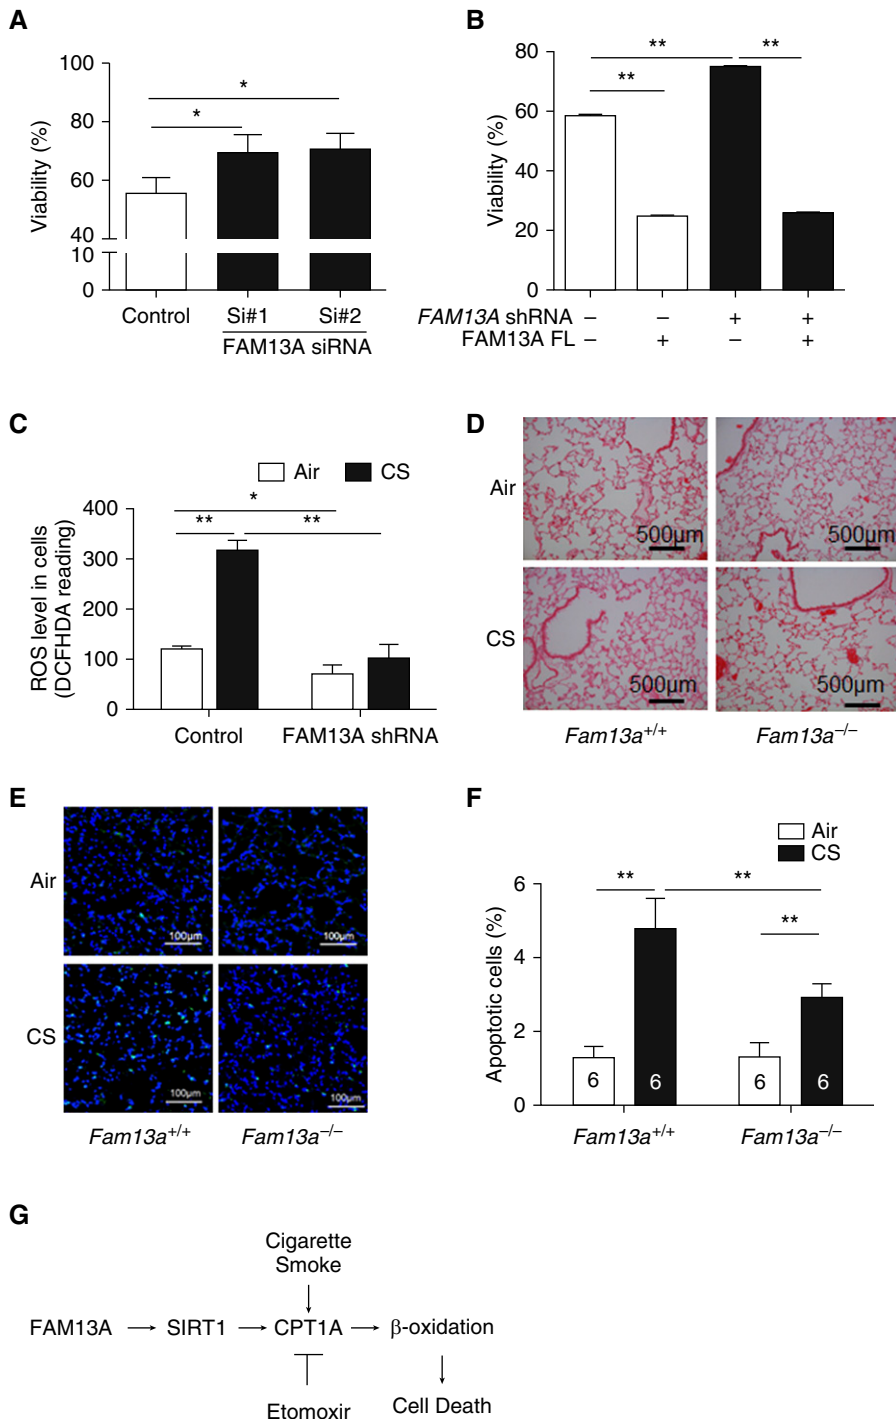 A
Viability (%)
100
80
60
40
10
0
*
*
Control
Si#1
Si#2
FAM13A siRNA
B
Viability (%)
80
60
40
20
0
**
**
**
FAM13A shRNA – – + +
FAM13A FL – + – +
C
Air
CS
ROS level in cells
(DCFHDA reading)
400
300
200
100
0
*
**
**
Control
FAM13A shRNA
D
Air
500µm
500µm
CS
500µm
500µm
Fam13a+/+
Fam13a–/–
E
Air
100µm
100µm
CS
100µm
100µm
Fam13a+/+
Fam13a–/–
F
Air
CS
Apoptotic cells (%)
6
4
2
0
**
**
**
6
6
6
6
Fam13a+/+
Fam13a–/–
G
Cigarette
Smoke
FAM13A → SIRT1 → CPT1A → β-oxidation
Etomoxir
Cell Death